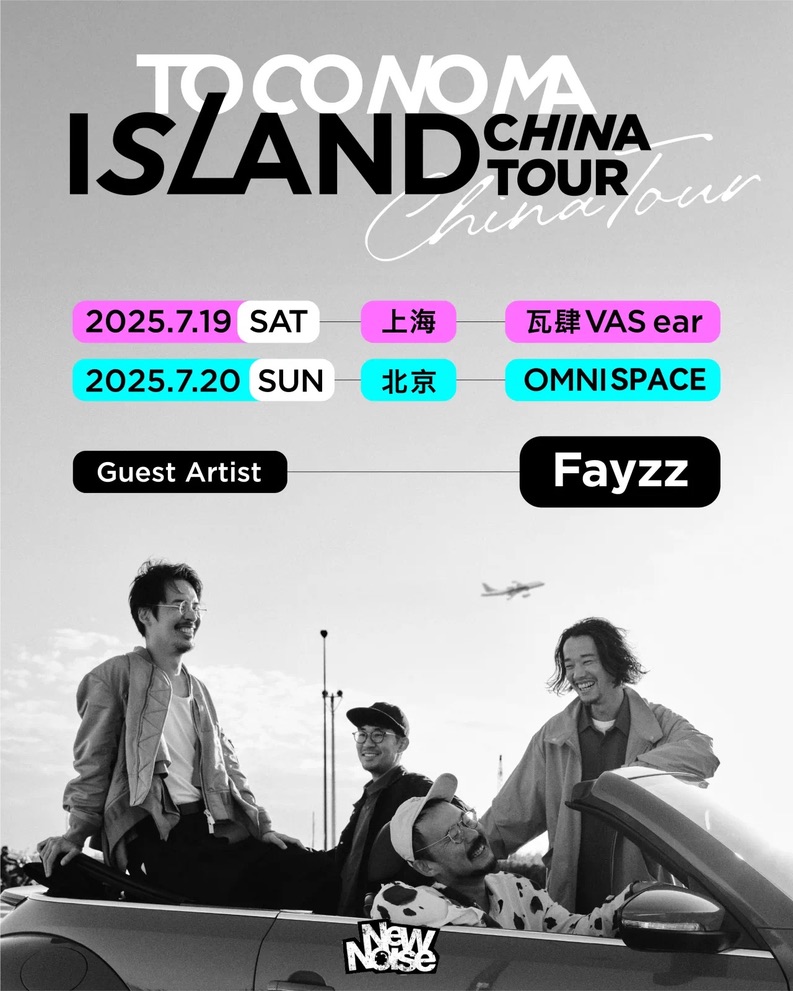 TOCONOMA
ISLAND CHINA TOUR
China Tour
2025.7.19 SAT 上海 瓦肆 VAS ear
2025.7.20 SUN 北京 OMNI SPACE
Guest Artist Fayzz
New Noise